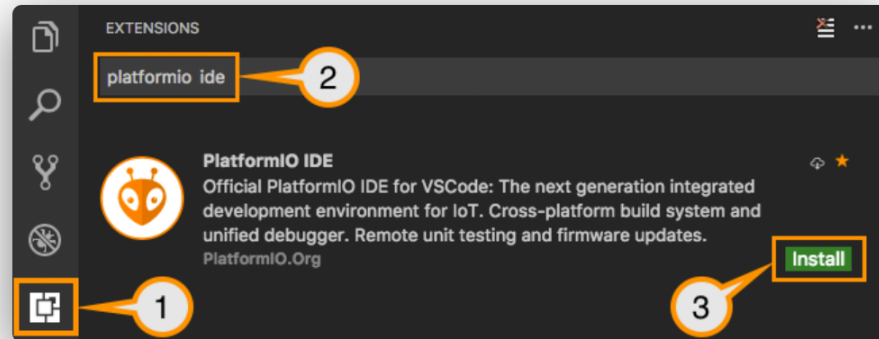 EXTENSIONS
platformio ide
2
PlatformIO IDE
Official PlatformIO IDE for VSCode: The next generation integrated
development environment for IoT. Cross-platform build system and
unified debugger. Remote unit testing and firmware updates.
PlatformIO.Org
Install
1
3